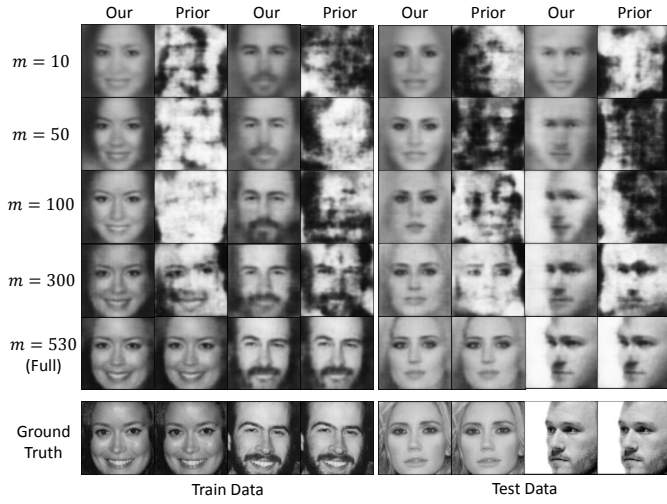 Our Prior Our Prior Our Prior Our Prior
m = 10
m = 50
m = 100
m = 300
m = 530
(Full)
Ground
Truth
Train Data Test Data